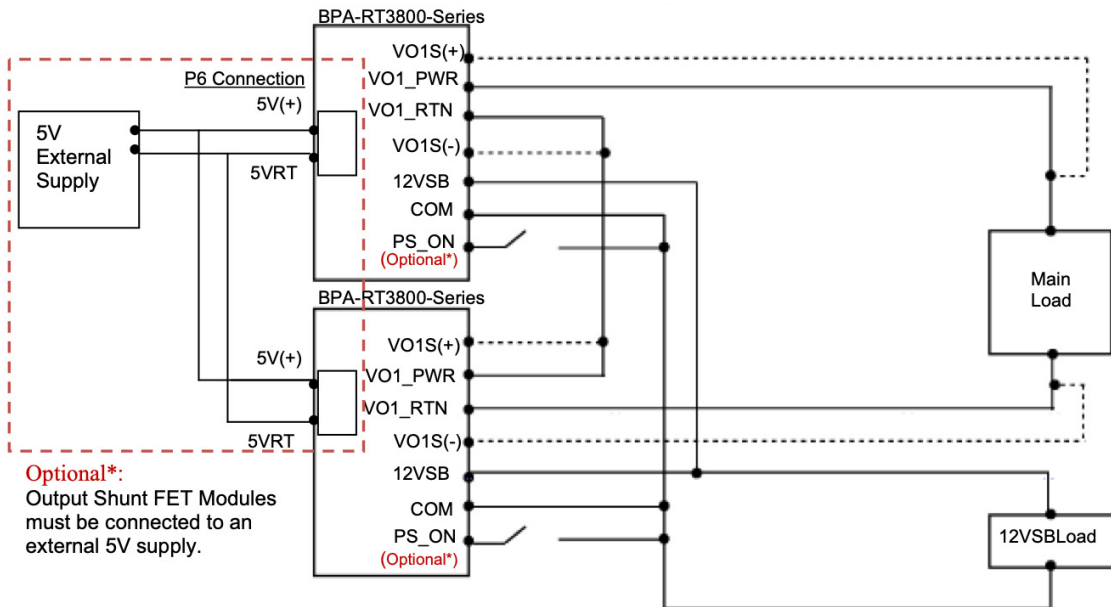 BPA-RT3800-Series
P6 Connection
5V
External
Supply
5V(+)
5VRT
VO1S(+)
VO1_PWR
VO1_RTN
VO1S(-)
12VSB
COM
PS_ON
(Optional*)
Main
Load
BPA-RT3800-Series
5V(+)
5VRT
VO1S(+)
VO1_PWR
VO1_RTN
VO1S(-)
12VSB
COM
PS_ON
(Optional*)
12VSBLoad
Optional*:
Output Shunt FET Modules
must be connected to an
external 5V supply.